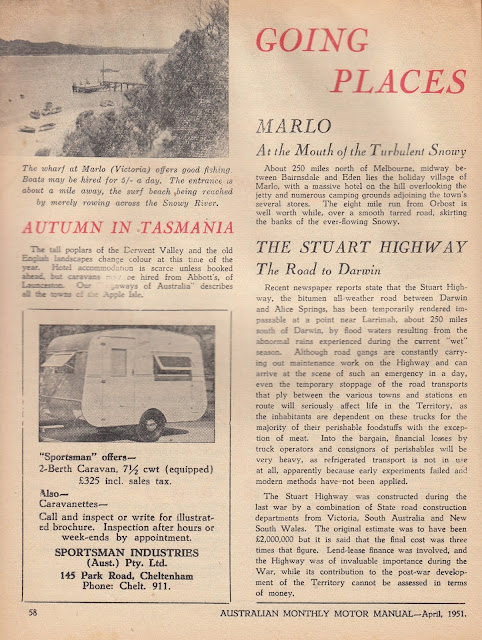 The wharf at Marlo (Victoria) offers good fishing.
Boats may be hired for 5/- a day. The entrance is
about a mile away, the surf beach being reached
by merely rowing across the Snowy River.
AUTUMN IN TASMANIA
The tall poplars of the Derwent Valley and the old
English landscapes change colour at this time of the
year. Hotel accommodation is scarce unless booked
ahead, but caravans may be hired from Abbott's, of
Launceston. Our "   aways of Australia" describes
all the towns of the Apple Isle.
"Sportsman" offers—
2-Berth Caravan, 7½ cwt (equipped)
£325 incl. sales tax.
Also—
Caravanettes—
Call and inspect or write for illustrat-
ed brochure. Inspection after hours or
week-ends by appointment.
SPORTSMAN INDUSTRIES
(Aust.) Pty. Ltd.
145 Park Road, Cheltenham
Phone: Chelt. 911.
GOING
PLACES
MARLO
At the Mouth of the Turbulent Snowy
About 250 miles north of Melbourne, midway be-
tween Bairnsdale and Eden lies the holiday village of
Marlo, with a massive hotel on the hill overlooking the
jetty and numerous camping grounds adjoining the town's
several stores. The eight mile run from Orbost is
well worth while, over a smooth tarred road, skirting
the banks of the ever-flowing Snowy.
THE STUART HIGHWAY
The Road to Darwin
Recent newspaper reports state that the Stuart High-
way, the bitumen all-weather road between Darwin
and Alice Springs, has been temporarily rendered im-
passable at a point near Larrimah, about 250 miles
south of Darwin, by flood waters resulting from the
abnormal rains experienced during the current "wet"
season. Although road gangs are constantly carry-
ing out maintenance work on the Highway and can
arrive at the scene of such an emergency in a day,
even the temporary stoppage of the road transports
that ply between the various towns and stations en
route will seriously affect life in the Territory, as
the inhabitants are dependent on these trucks for the
majority of their perishable foodstuffs with the excep-
tion of meat. Into the bargain, financial losses by
truck operators and consignors of perishables will be
very heavy, as refrigerated transport is not in use
at all, apparently because early experiments failed and
modern methods have not been applied.
The Stuart Highway was constructed during the
last war by a combination of State road construction
departments from Victoria, South Australia and New
South Wales. The original estimate was to have been
£2,000,000 but it is said that the final cost was three
times that figure. Lend-lease finance was involved, and
the Highway was of invaluable importance during the
War, while its contribution to the post-war develop-
ment of the Territory cannot be assessed in terms
of money.
58
AUSTRALIAN MONTHLY MOTOR MANUAL—April, 1951.